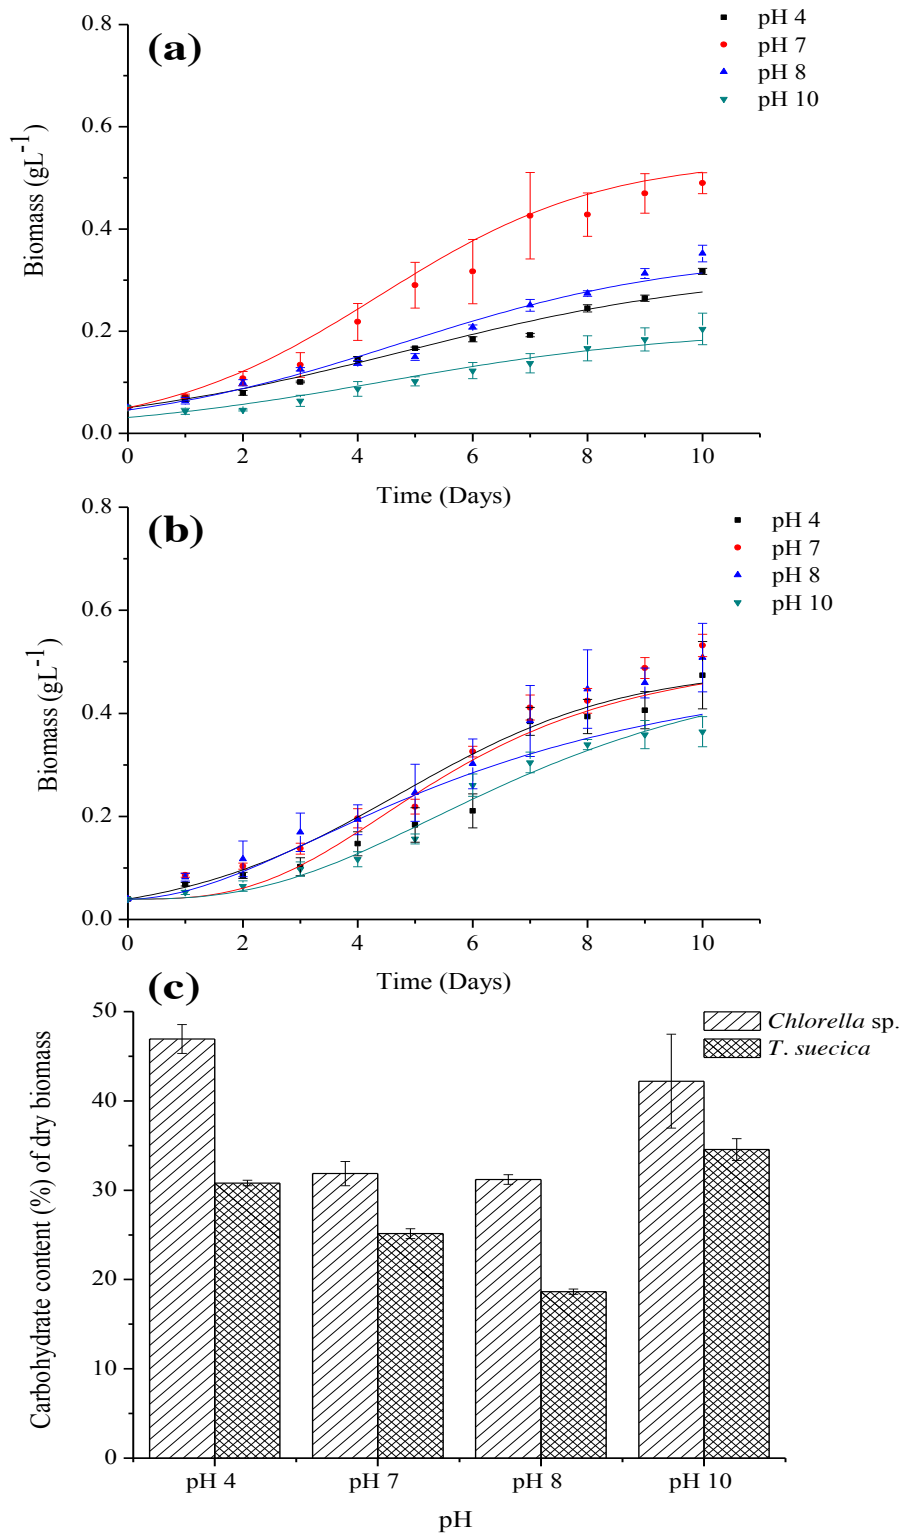 (a)
pH 4
pH 7
pH 8
pH 10
Biomass (gL-1)
0.8
0.6
0.4
0.2
0.0
0 2 4 6 8 10
Time (Days)
(b)
pH 4
pH 7
pH 8
pH 10
Biomass (gL-1)
0.8
0.6
0.4
0.2
0.0
0 2 4 6 8 10
Time (Days)
(c)
Chlorella sp.
T. suecica
Carbohydrate content (%) of dry biomass
50
40
30
20
10
0
pH 4 pH 7 pH 8 pH 10
pH